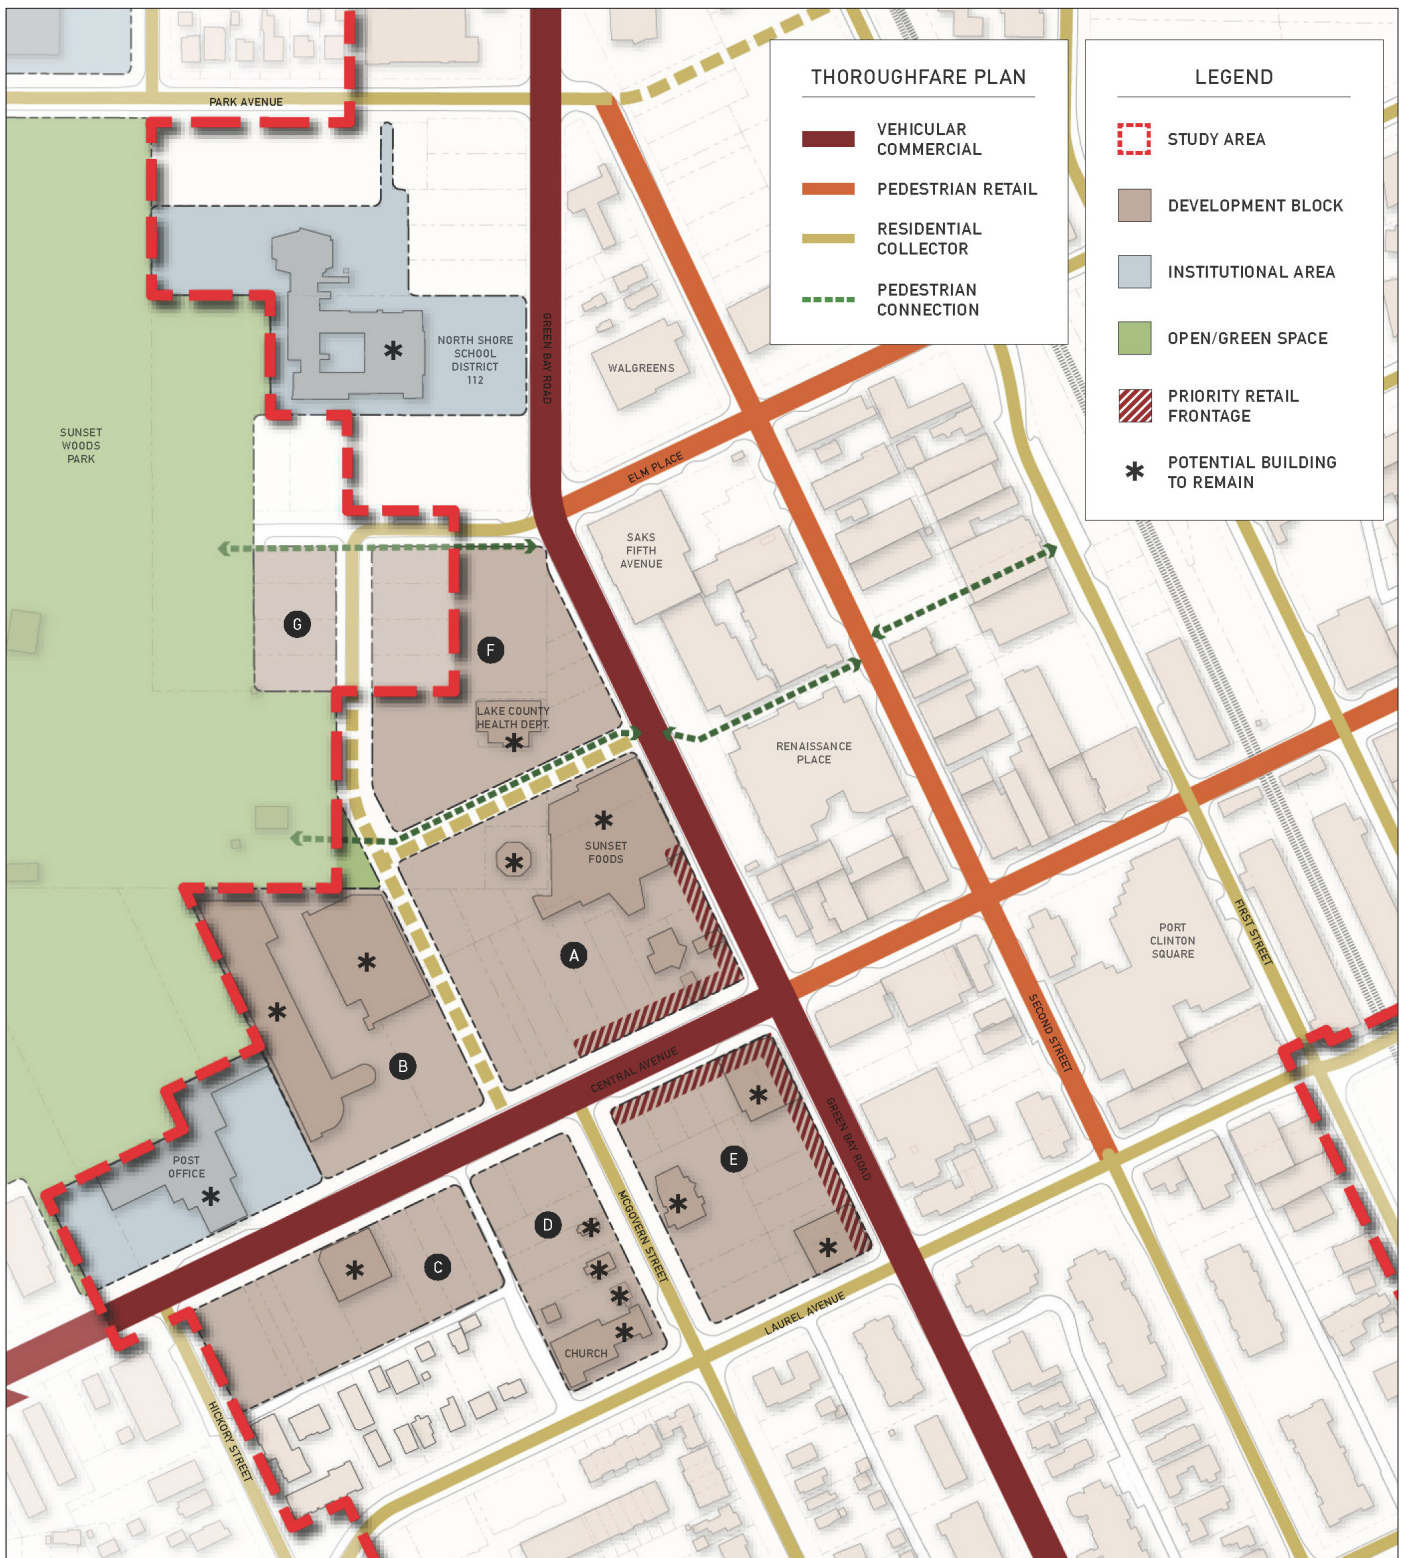 PARK AVENUE
THOROUGHFARE PLAN
VEHICULAR
COMMERCIAL
PEDESTRIAN RETAIL
RESIDENTIAL
COLLECTOR
PEDESTRIAN
CONNECTION
LEGEND
STUDY AREA
DEVELOPMENT BLOCK
INSTITUTIONAL AREA
OPEN/GREEN SPACE
PRIORITY RETAIL
FRONTAGE
* POTENTIAL BUILDING
TO REMAIN
NORTH SHORE
SCHOOL
DISTRICT
112
*
GREEN BAY ROAD
WALGREENS
SUNSET
WOODS
PARK
ELM PLACE
SAKS
FIFTH
AVENUE
G
F
LAKE COUNTY
HEALTH DEPT.
*
RENAISSANCE
PLACE
*
SUNSET
FOODS
*
A
*
*
B
PORT
CLINTON
SQUARE
FIRST STREET
SECOND STREET
CENTRAL AVENUE
GREEN BAY ROAD
*
E
*
*
POST
OFFICE
*
D
*
*
*
*
CHURCH
MCGOVERN STREET
C
*
LAUREL AVENUE
HICKORY STREET